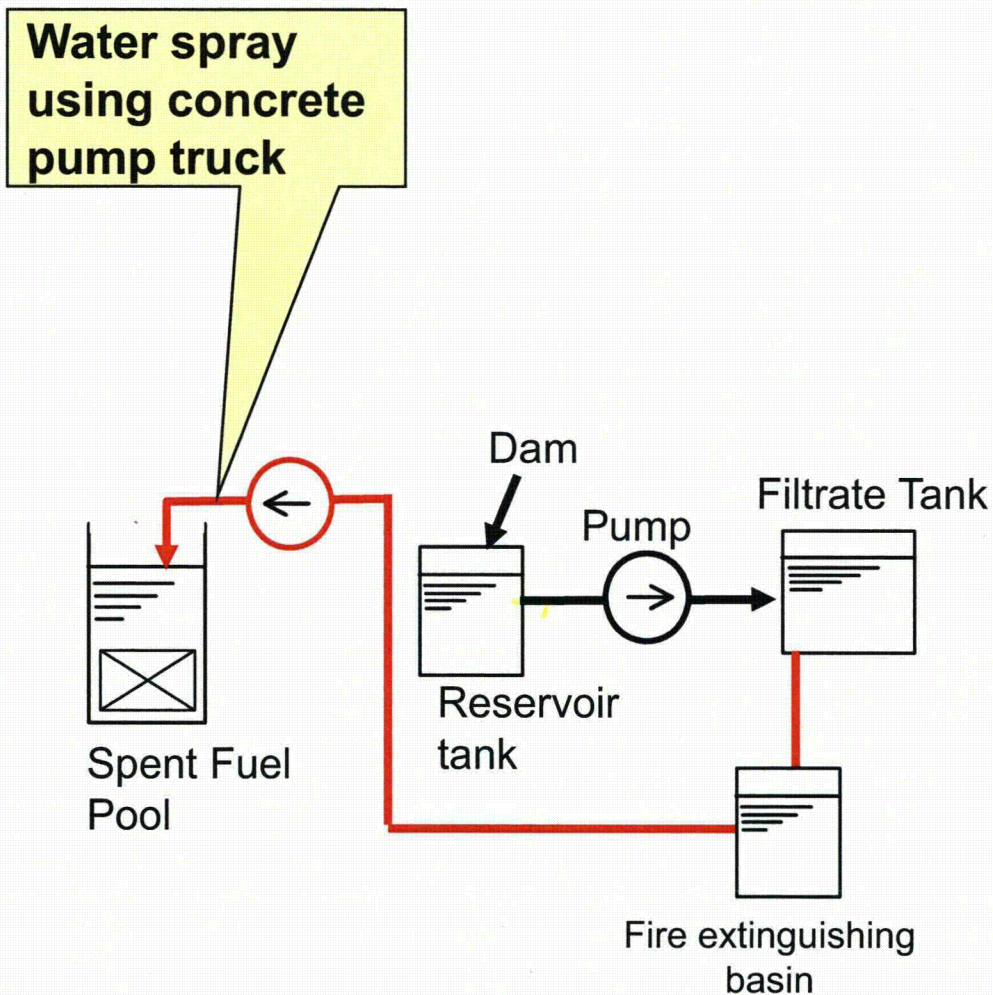 Water spray
using concrete
pump truck
Dam
Pump
Filtrate Tank
Reservoir
tank
Spent Fuel
Pool
Fire extinguishing
basin